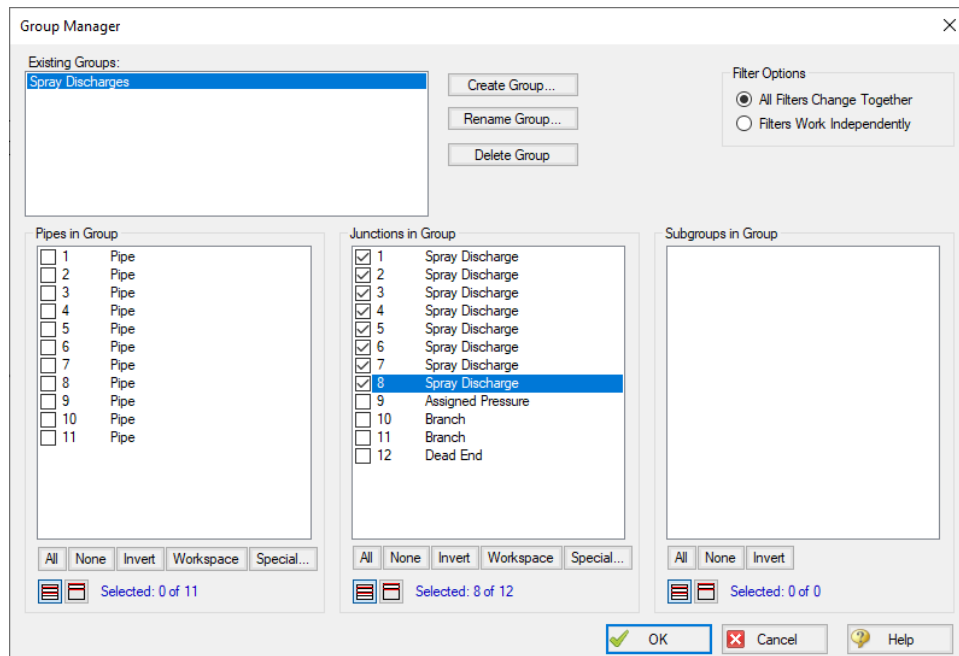 Group Manager
Existing Groups:
Spray Discharges
Create Group...
Rename Group...
Delete Group
Filter Options
All Filters Change Together
Filters Work Independently
Pipes in Group
1 Pipe
2 Pipe
3 Pipe
4 Pipe
5 Pipe
6 Pipe
7 Pipe
8 Pipe
9 Pipe
10 Pipe
11 Pipe
All None Invert Workspace Special...
Selected: 0 of 11
Junctions in Group
1 Spray Discharge
2 Spray Discharge
3 Spray Discharge
4 Spray Discharge
5 Spray Discharge
6 Spray Discharge
7 Spray Discharge
8 Spray Discharge
9 Assigned Pressure
10 Branch
11 Branch
12 Dead End
All None Invert Workspace Special...
Selected: 8 of 12
Subgroups in Group
All None Invert
Selected: 0 of 0
OK Cancel Help